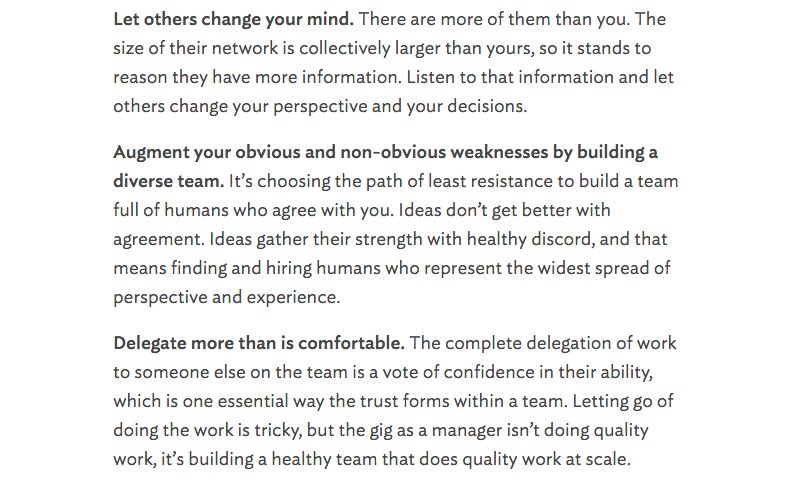 Let others change your mind. There are more of them than you. The
size of their network is collectively larger than yours, so it stands to
reason they have more information. Listen to that information and let
others change your perspective and your decisions.
Augment your obvious and non-obvious weaknesses by building a
diverse team. It’s choosing the path of least resistance to build a team
full of humans who agree with you. Ideas don’t get better with
agreement. Ideas gather their strength with healthy discord, and that
means finding and hiring humans who represent the widest spread of
perspective and experience.
Delegate more than is comfortable. The complete delegation of work
to someone else on the team is a vote of confidence in their ability,
which is one essential way the trust forms within a team. Letting go of
doing the work is tricky, but the gig as a manager isn’t doing quality
work, it’s building a healthy team that does quality work at scale.